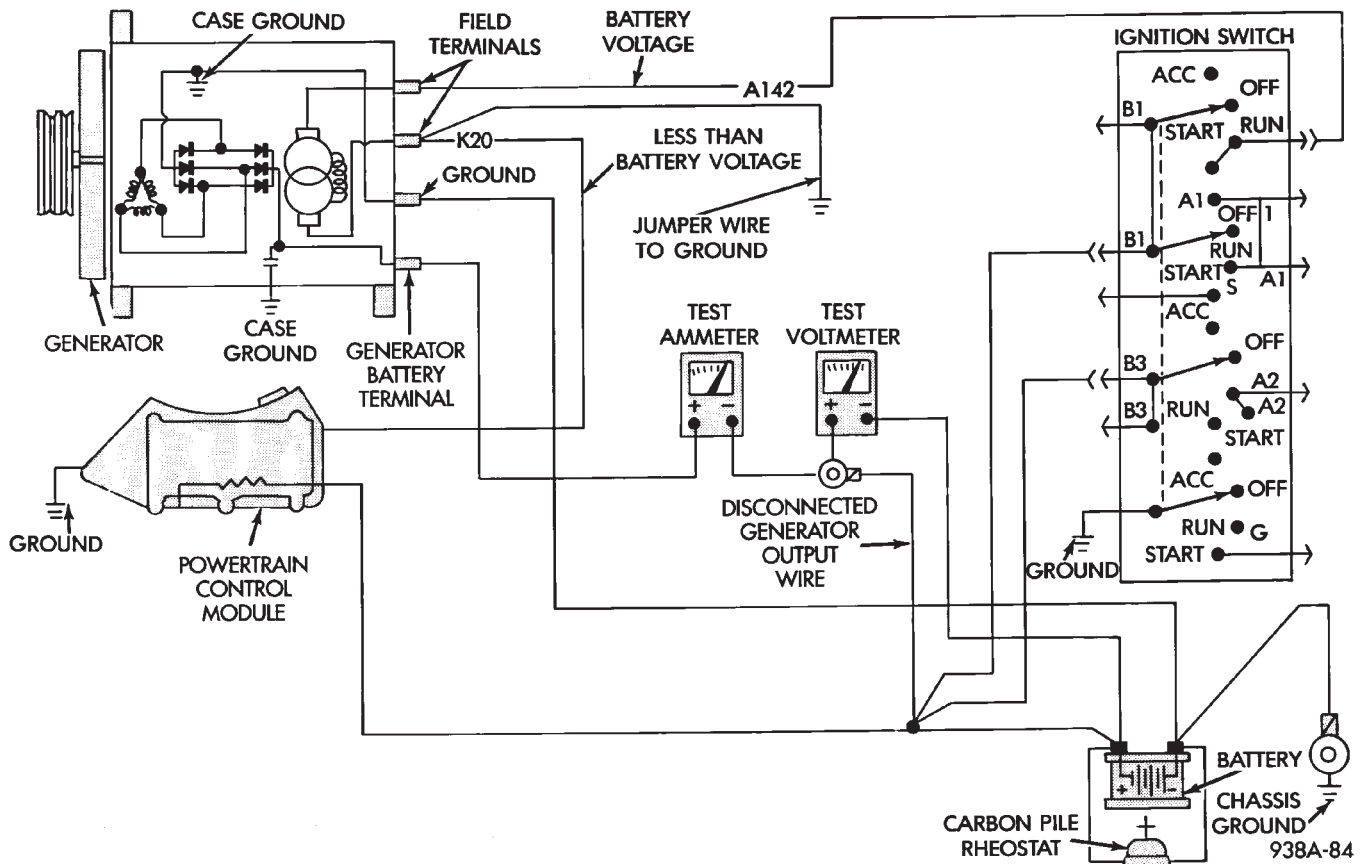 CASE GROUND
FIELD
TERMINALS
BATTERY
VOLTAGE
IGNITION SWITCH
ACC
OFF
B1
START
RUN
A142
K20
LESS THAN
BATTERY VOLTAGE
GROUND
JUMPER WIRE
TO GROUND
A1
OFF 1
B1
RUN
START
S
A1
ACC
OFF
B3
A2
A2
B3
RUN
START
ACC
OFF
RUN
G
START
GROUND
GENERATOR
CASE
GROUND
GENERATOR
BATTERY
TERMINAL
TEST
AMMETER
+ −
TEST
VOLTMETER
+ −
DISCONNECTED
GENERATOR
OUTPUT
WIRE
GROUND
POWERTRAIN
CONTROL
MODULE
BATTERY
+ −
CHASSIS
GROUND
CARBON PILE
RHEOSTAT
938A-84